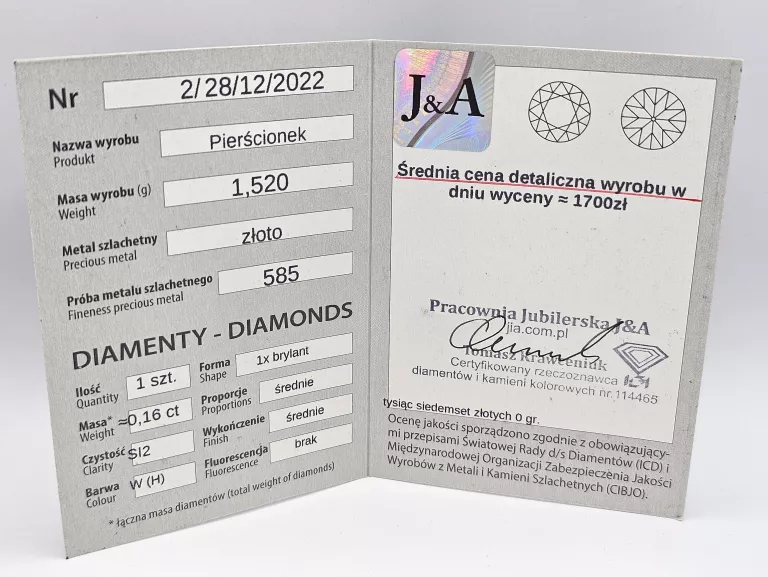 Nr 2/28/12/2022
Nazwa wyrobu
Produkt
Pierścionek
Masa wyrobu (g)
Weight
1,520
Metal szlachetny
Precious metal
złoto
Próba metalu szlachetnego
Fineness precious metal
585
DIAMENTY - DIAMONDS
Ilość
Quantity
1 szt.
Forma
Shape
1x brylant
Masa*
Weight
≈0,16 ct
Proporcje
Proportions
średnie
Czystość
Clarity
SI2
Wykończenie
Finish
średnie
Barwa
Colour
W (H)
Fluorescencja
Fluorescence
brak
* łączna masa diamentów (total weight of diamonds)
J&A
Średnia cena detaliczna wyrobu w
dniu wyceny ≈ 1700zł
Pracownia Jubilerska J&A
jia.com.pl
Tomasz Krawczeniuk
Certyfikowany rzeczoznawca
diamentów i kamieni kolorowych nr.114465
tysiąc siedemset złotych 0 gr.
Ocenę jakości sporządzono zgodnie z obowiązujący-
mi przepisami Światowej Rady d/s Diamentów (ICD) i
Międzynarodowej Organizacji Zabezpieczenia Jakości
Wyrobów z Metali i Kamieni Szlachetnych (CIBJO).